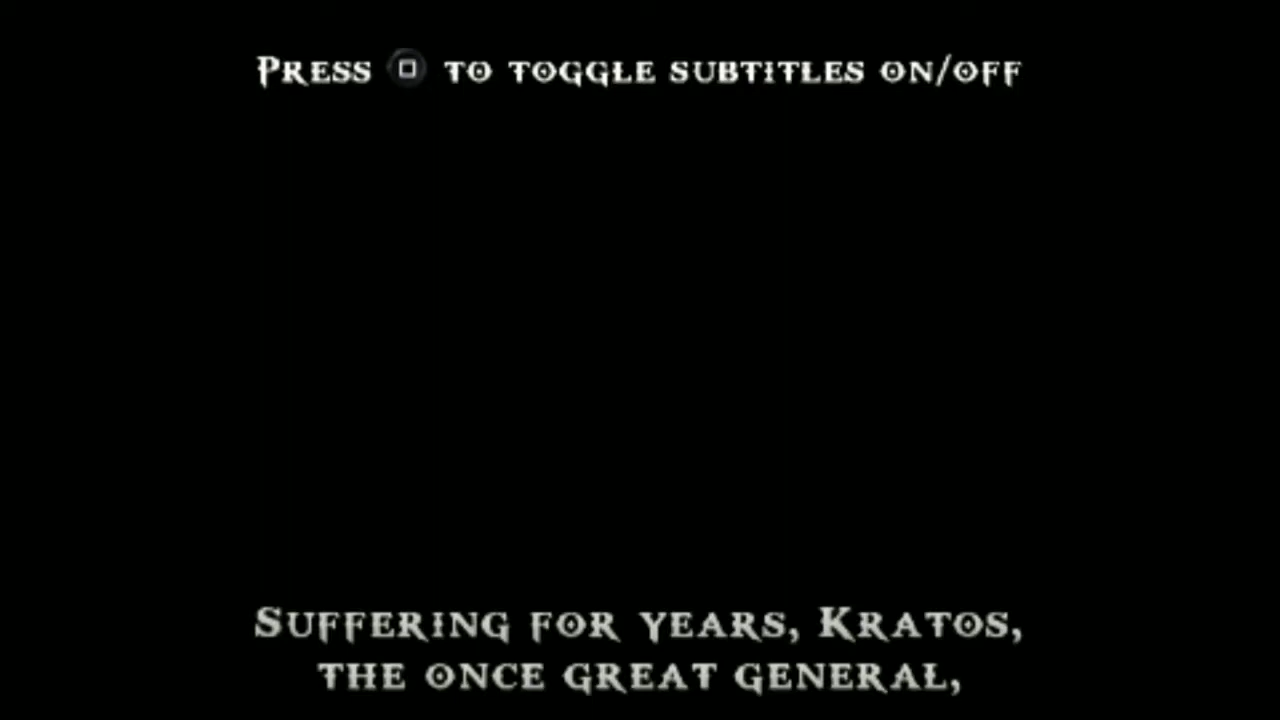 Press □ to toggle subtitles on/off
Suffering for years, Kratos,
the once great general,